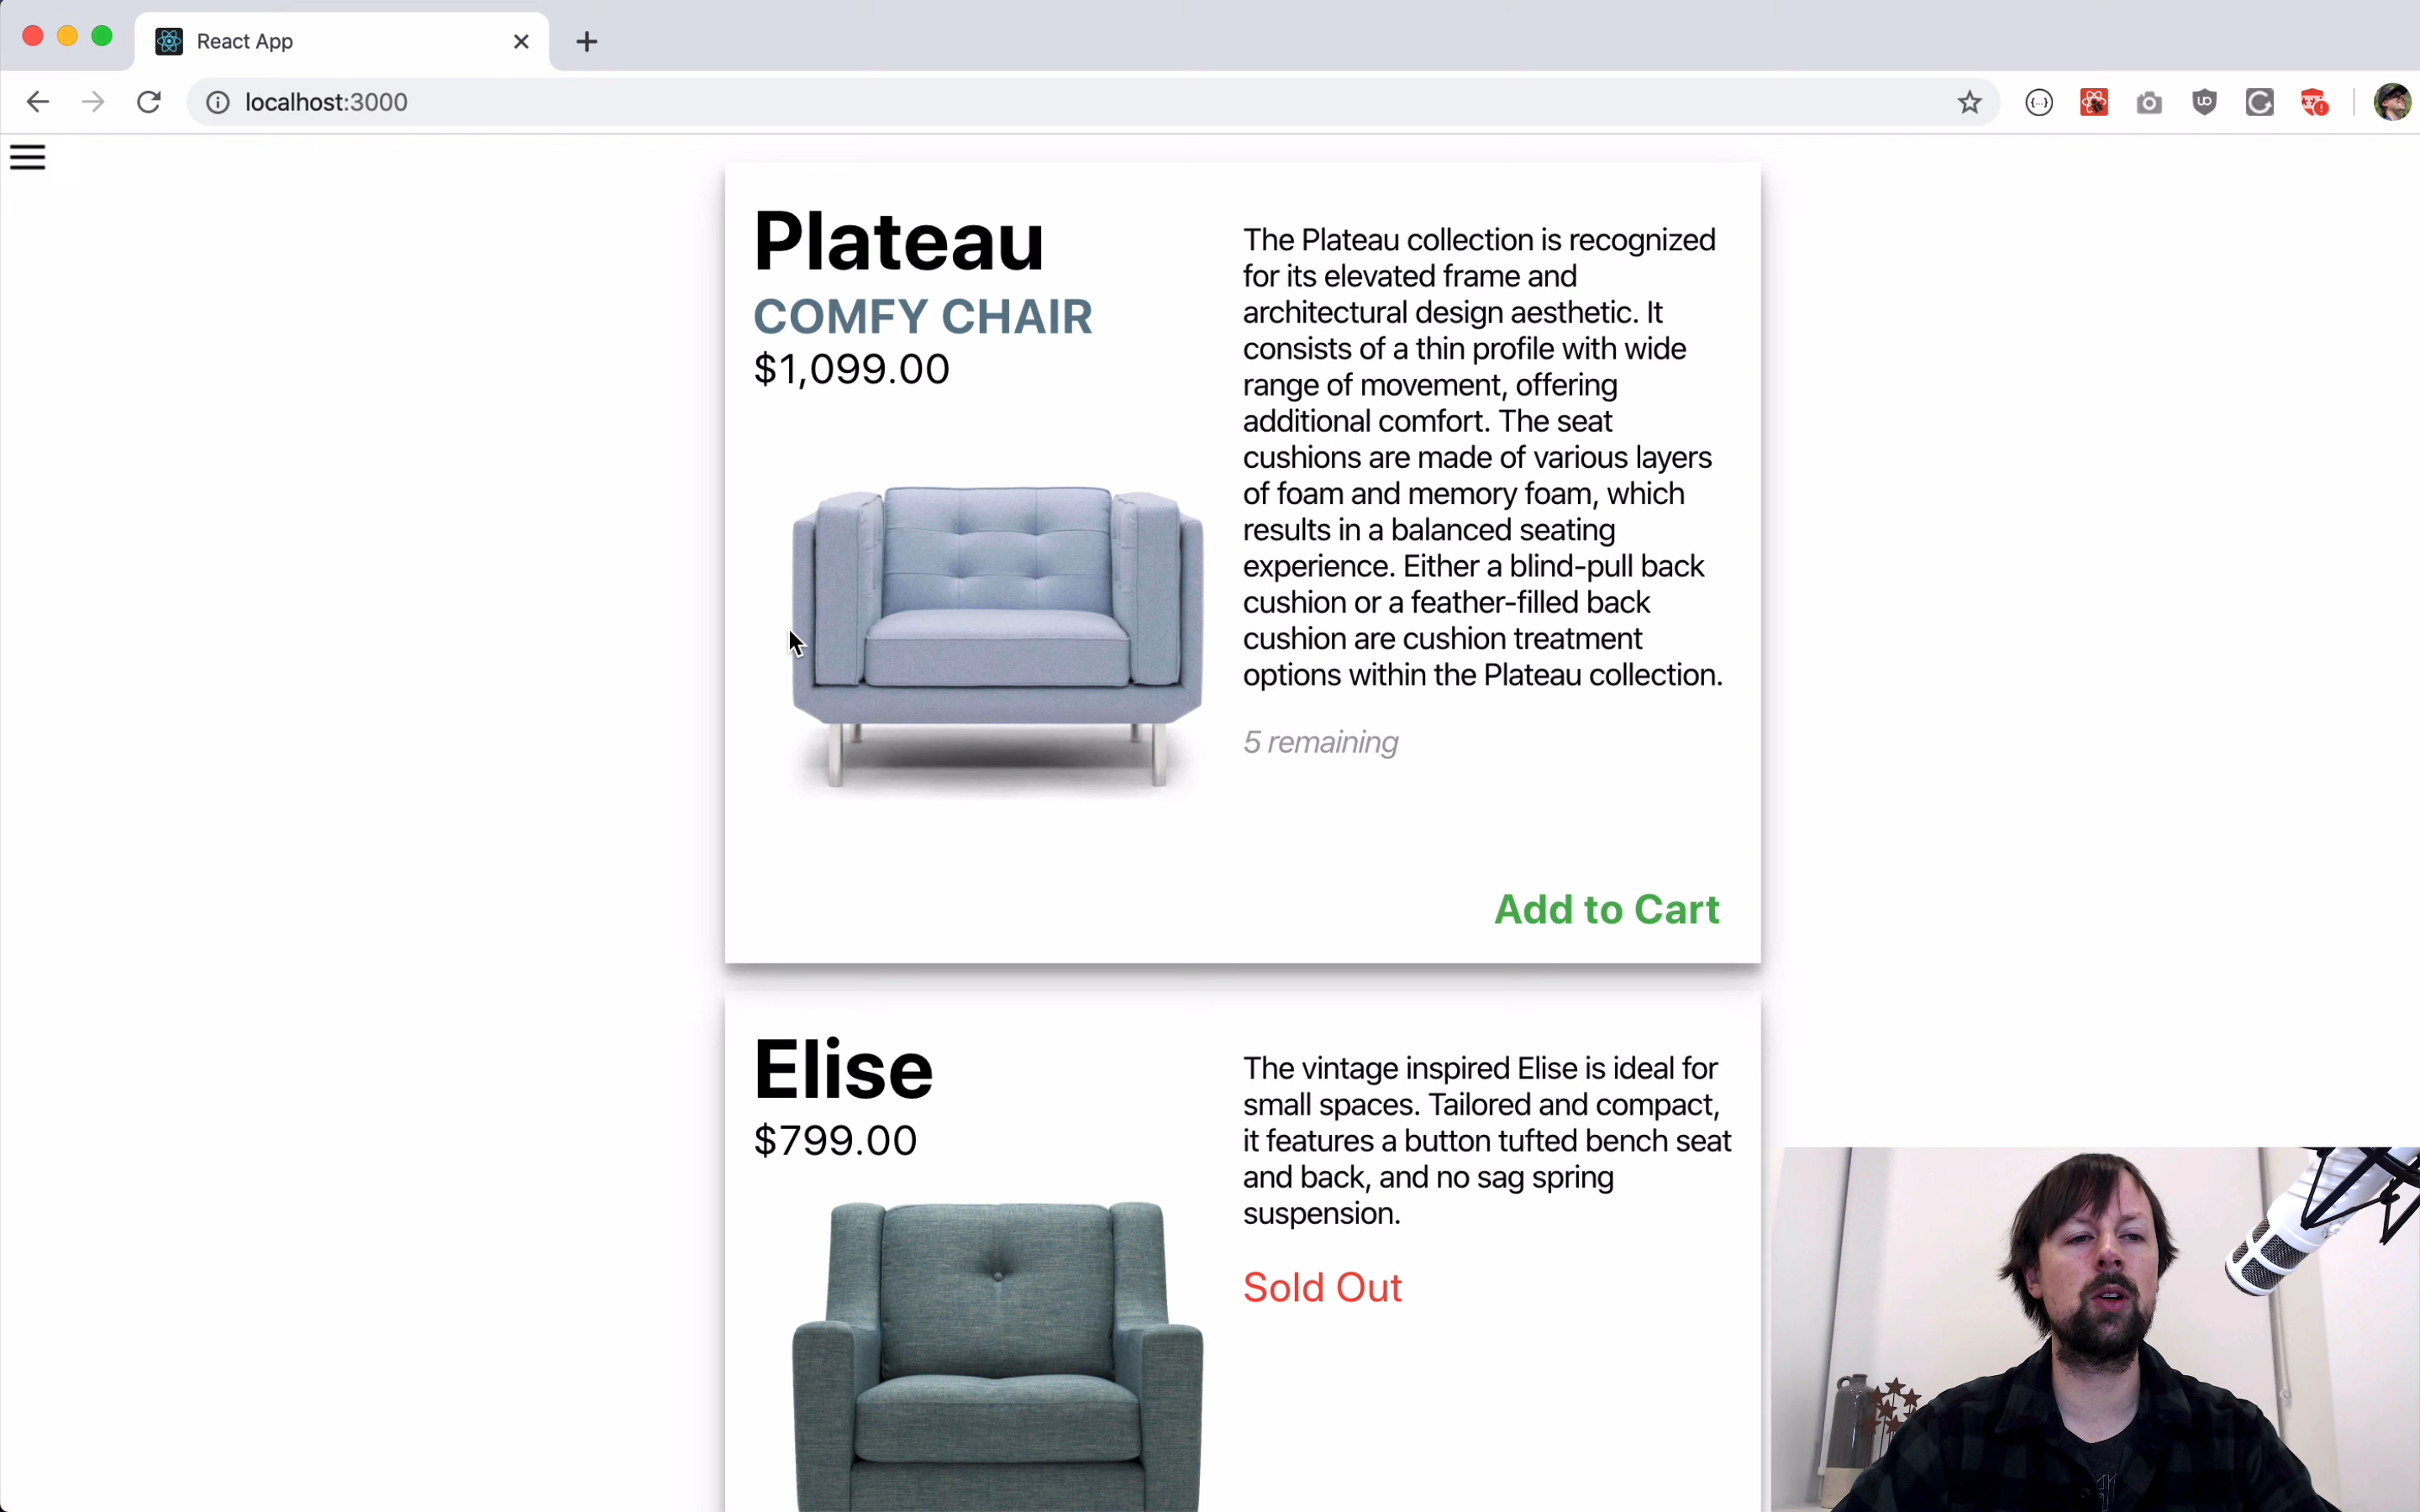 React App
localhost:3000
Plateau
COMFY CHAIR
$1,099.00
The Plateau collection is recognized
for its elevated frame and
architectural design aesthetic. It
consists of a thin profile with wide
range of movement, offering
additional comfort. The seat
cushions are made of various layers
of foam and memory foam, which
results in a balanced seating
experience. Either a blind-pull back
cushion or a feather-filled back
cushion are cushion treatment
options within the Plateau collection.
5 remaining
Add to Cart
Elise
$799.00
The vintage inspired Elise is ideal for
small spaces. Tailored and compact,
it features a button tufted bench seat
and back, and no sag spring
suspension.
Sold Out